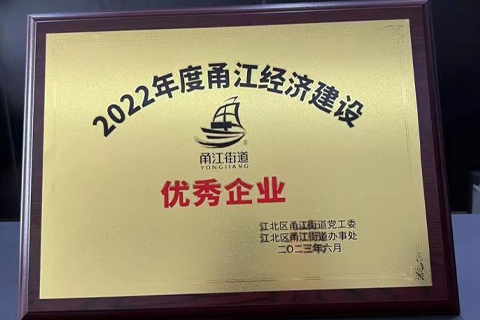 2022年度甬江经济建设
甬江街道
YONGJIANG
优秀企业
江北区甬江街道党工委
江北区甬江街道办事处
二〇二三年六月